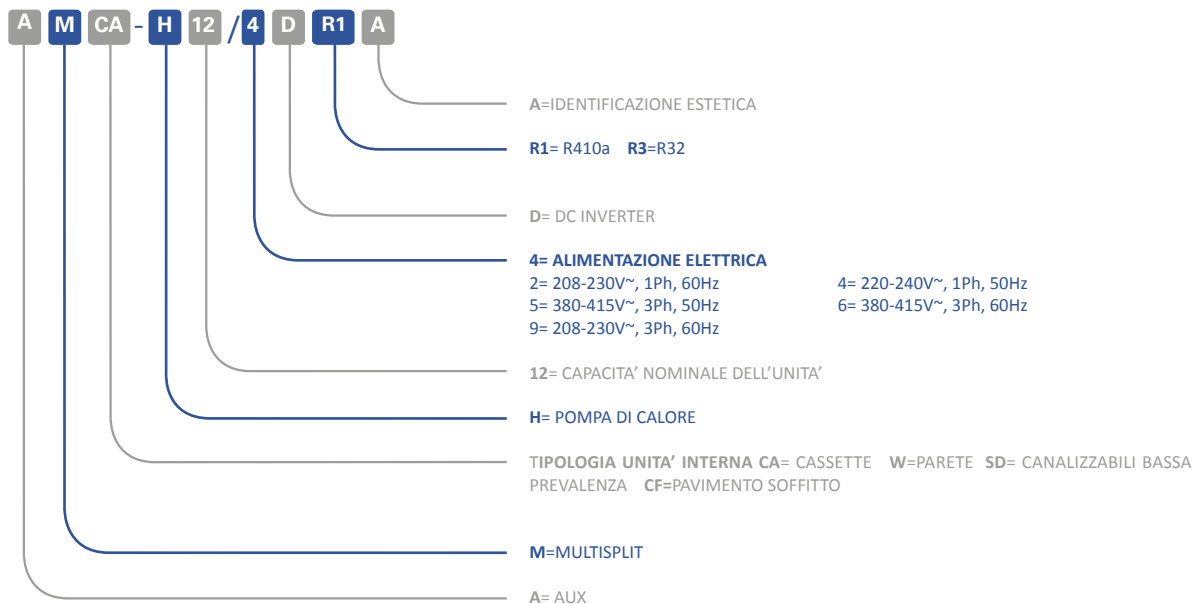 A M CA - H 12 / 4 D R1 A
A=IDENTIFICAZIONE ESTETICA
R1= R410a R3=R32
D= DC INVERTER
4= ALIMENTAZIONE ELETTRICA
2= 208-230V~, 1Ph, 60Hz 4= 220-240V~, 1Ph, 50Hz
5= 380-415V~, 3Ph, 50Hz 6= 380-415V~, 3Ph, 60Hz
9= 208-230V~, 3Ph, 60Hz
12= CAPACITA’ NOMINALE DELL’UNITA’
H= POMPA DI CALORE
TIPOLOGIA UNITA’ INTERNA CA= CASSETTE W=PARETE SD= CANALIZZABILI BASSA
PREVALENZA CF=PAVIMENTO SOFFITTO
M=MULTISPLIT
A= AUX